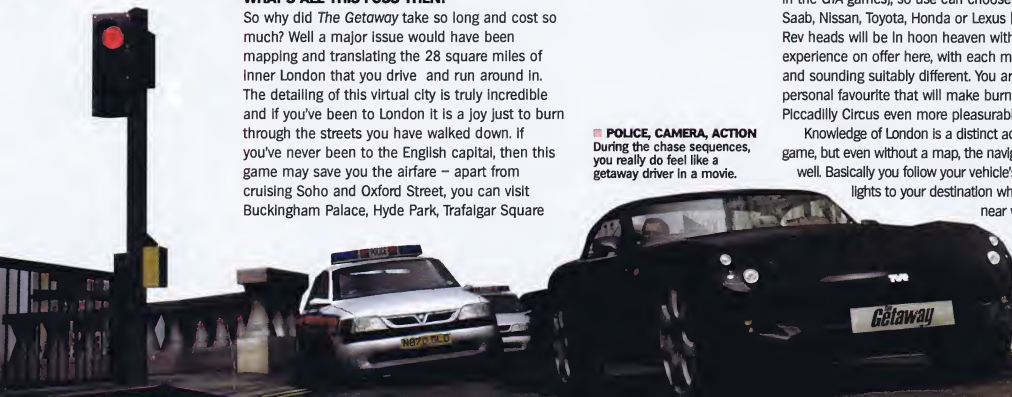 WHAT'S ALL THIS FUSS THEN?
So why did The Getaway take so long and cost so
much? Well a major issue would have been
mapping and translating the 28 square miles of
inner London that you drive and run around in.
The detailing of this virtual city is truly incredible
and if you've been to London it is a joy just to burn
through the streets you have walked down. If
you've never been to the English capital, then this
game may save you the airfare – apart from
cruising Soho and Oxford Street, you can visit
Buckingham Palace, Hyde Park, Trafalgar Square
POLICE, CAMERA, ACTION
During the chase sequences,
you really do feel like a
getaway driver in a movie.
in the GTA games), so use can choose
Saab, Nissan, Toyota, Honda or Lexus
Rev heads will be in hoon heaven with
experience on offer here, with each m
and sounding suitably different. You ar
personal favourite that will make burn
Piccadilly Circus even more pleasurabl
Knowledge of London is a distinct ad
game, but even without a map, the navig
well. Basically you follow your vehicle's
lights to your destination wh
near
POLICE
TVR
The Getaway